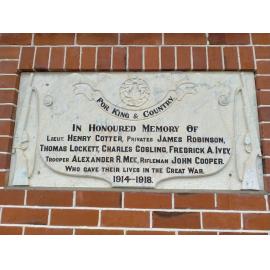 FOR KING & COUNTRY.
IN HONOURED MEMORY OF
LIEUT HENRY COTTER, PRIVATES JAMES ROBINSON,
THOMAS LOCKETT, CHARLES GOSLING, FREDRICK A. IVEY,
TROOPER ALEXANDER R. MEE, RIFLEMAN JOHN COOPER.
WHO GAVE THEIR LIVES IN THE GREAT WAR.
1914-1918.